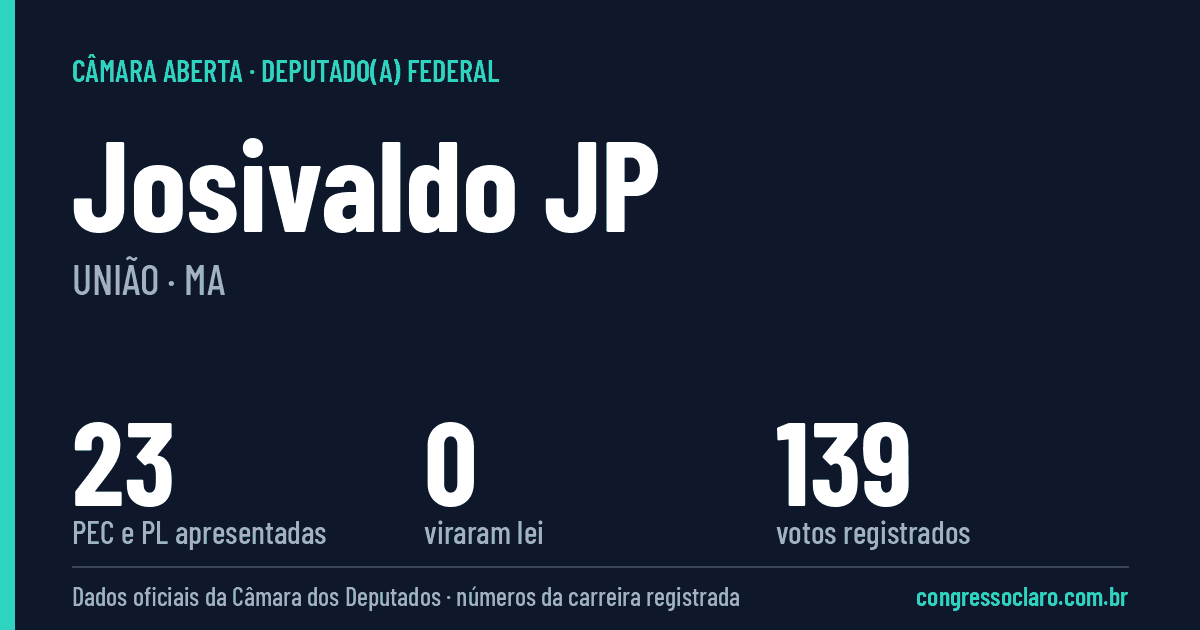 CÂMARA ABERTA · DEPUTADO(A) FEDERAL
Josivaldo JP
UNIÃO · MA
23
PEC e PL apresentadas
0
viraram lei
139
votos registrados
Dados oficiais da Câmara dos Deputados · números da carreira registrada
congressoclaro.com.br